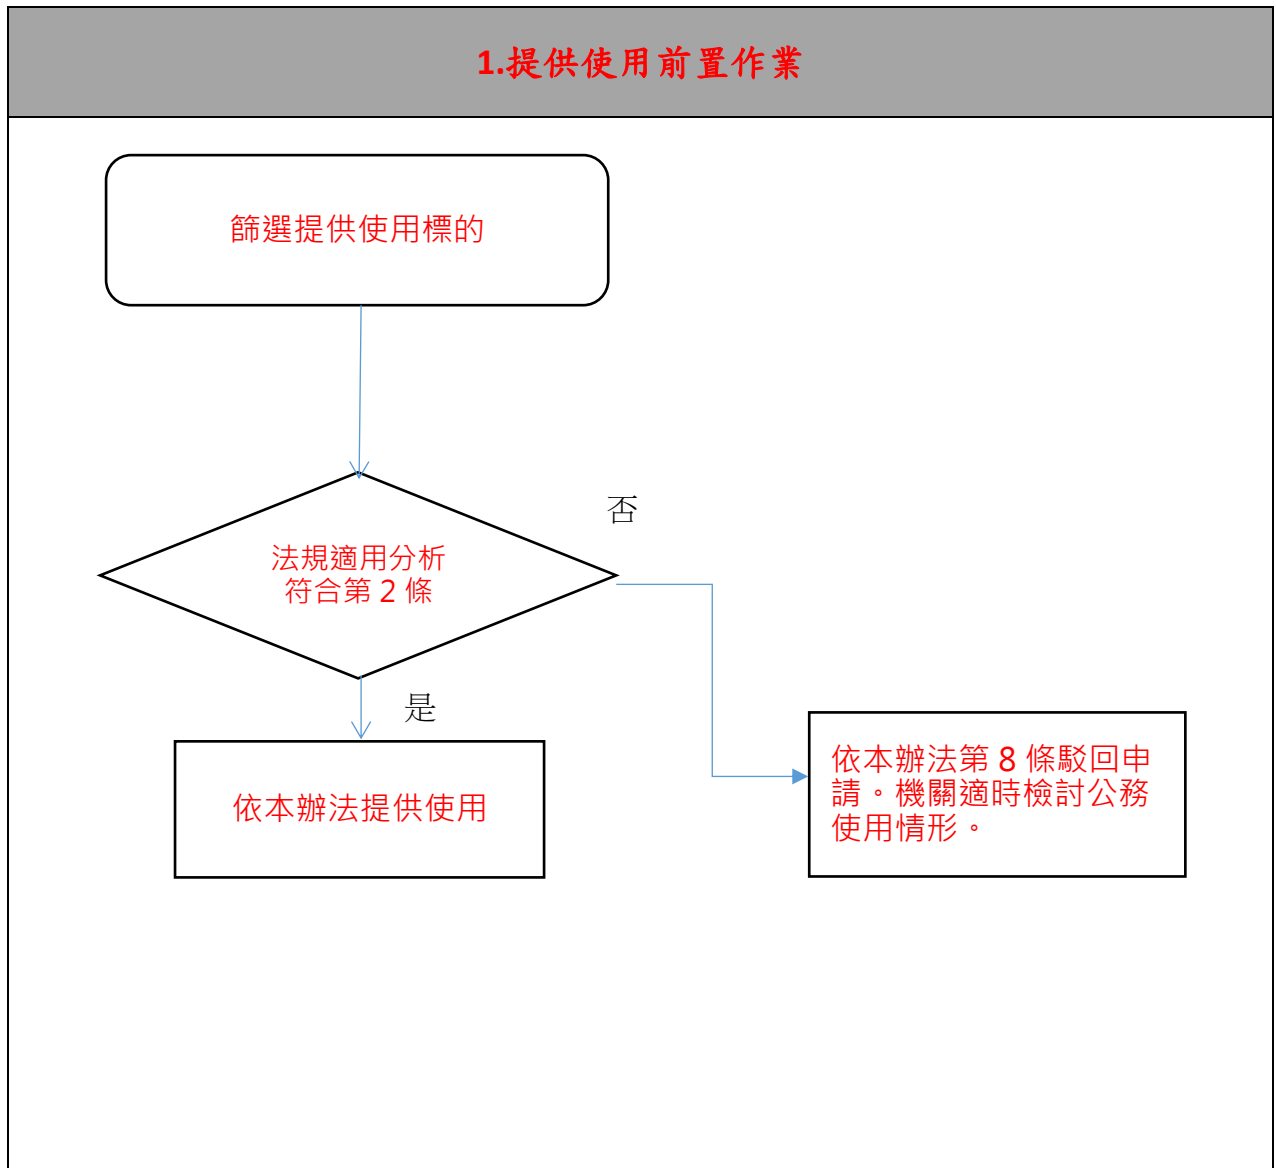 1.提供使用前置作業
篩選提供使用標的
否
法規適用分析
符合第 2 條
是
依本辦法提供使用
依本辦法第 8 條駁回申
請。機關適時檢討公務
使用情形。